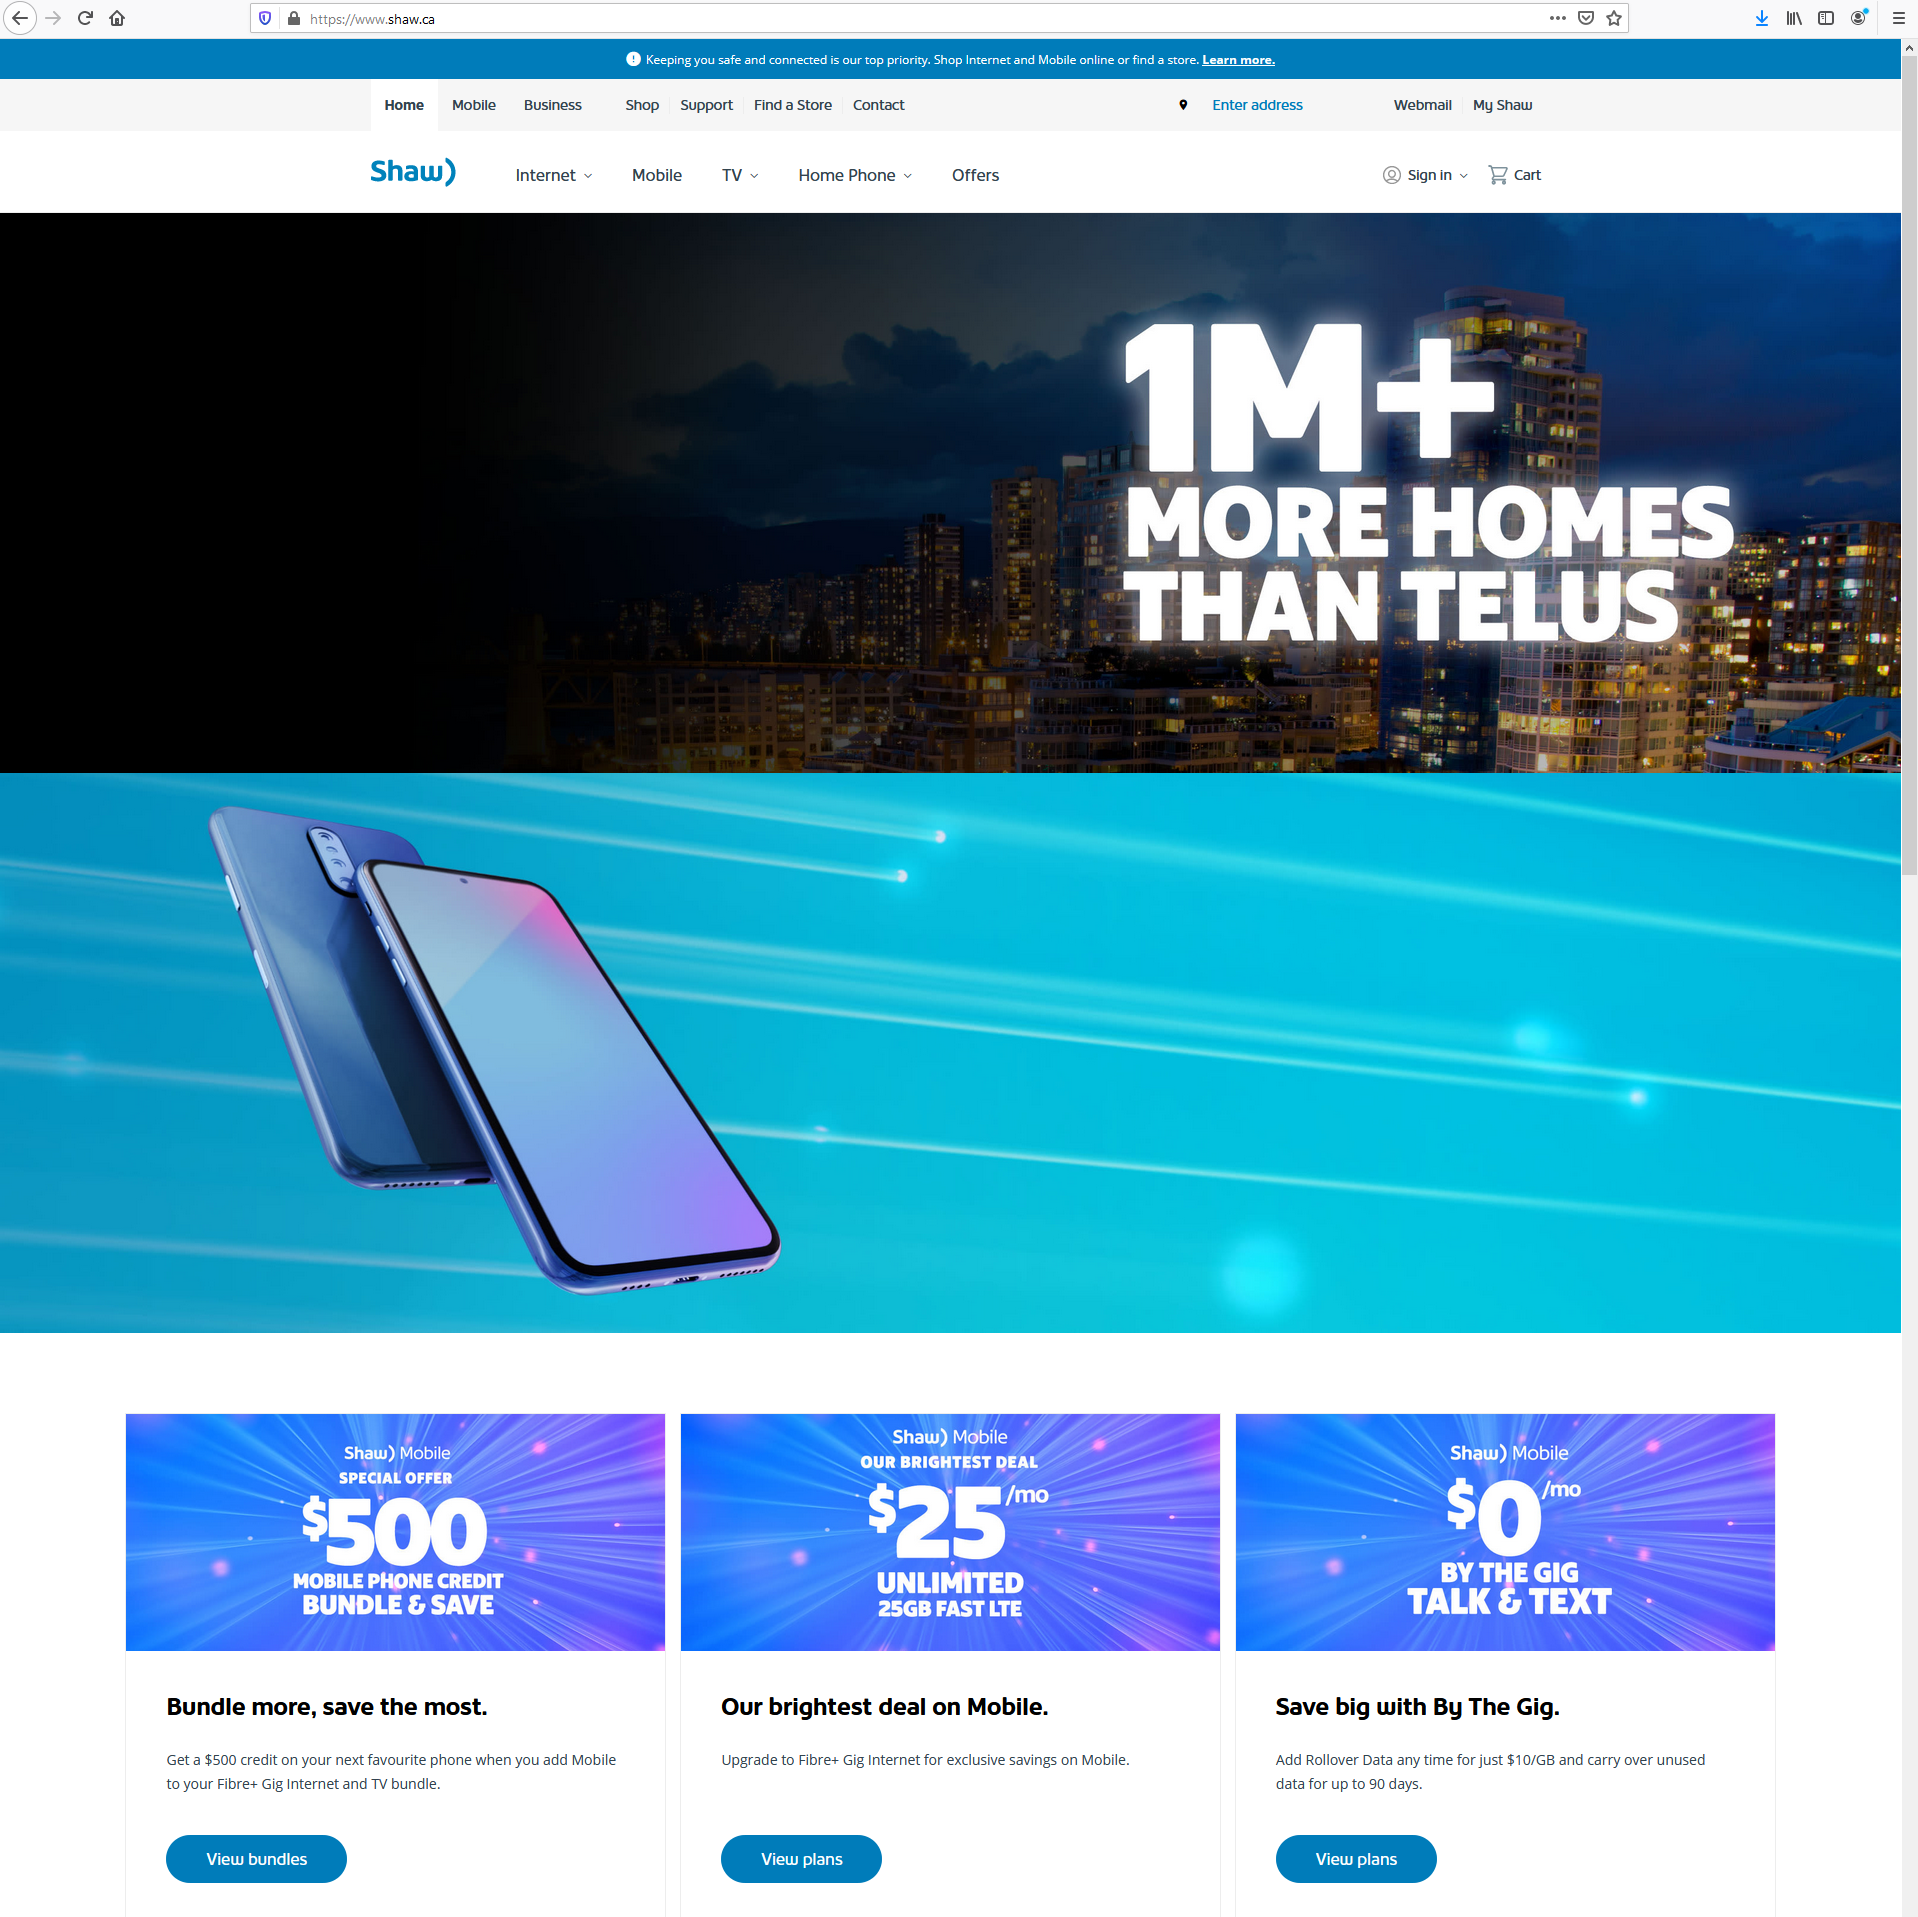 https://www.shaw.ca
Keeping you safe and connected is our top priority. Shop Internet and Mobile online or find a store. Learn more.
Home Mobile Business Shop Support Find a Store Contact Enter address Webmail My Shaw
Shaw) Internet Mobile TV Home Phone Offers Sign in Cart
1M+
MORE HOMES
THAN TELUS
Shaw) Mobile
SPECIAL OFFER
$500
MOBILE PHONE CREDIT
BUNDLE & SAVE
Bundle more, save the most.
Get a $500 credit on your next favourite phone when you add Mobile
to your Fibre+ Gig Internet and TV bundle.
View bundles
Shaw) Mobile
OUR BRIGHTEST DEAL
$25/mo
UNLIMITED
25GB FAST LTE
Our brightest deal on Mobile.
Upgrade to Fibre+ Gig Internet for exclusive savings on Mobile.
View plans
Shaw) Mobile
$0/mo
BY THE GIG
TALK & TEXT
Save big with By The Gig.
Add Rollover Data any time for just $10/GB and carry over unused
data for up to 90 days.
View plans